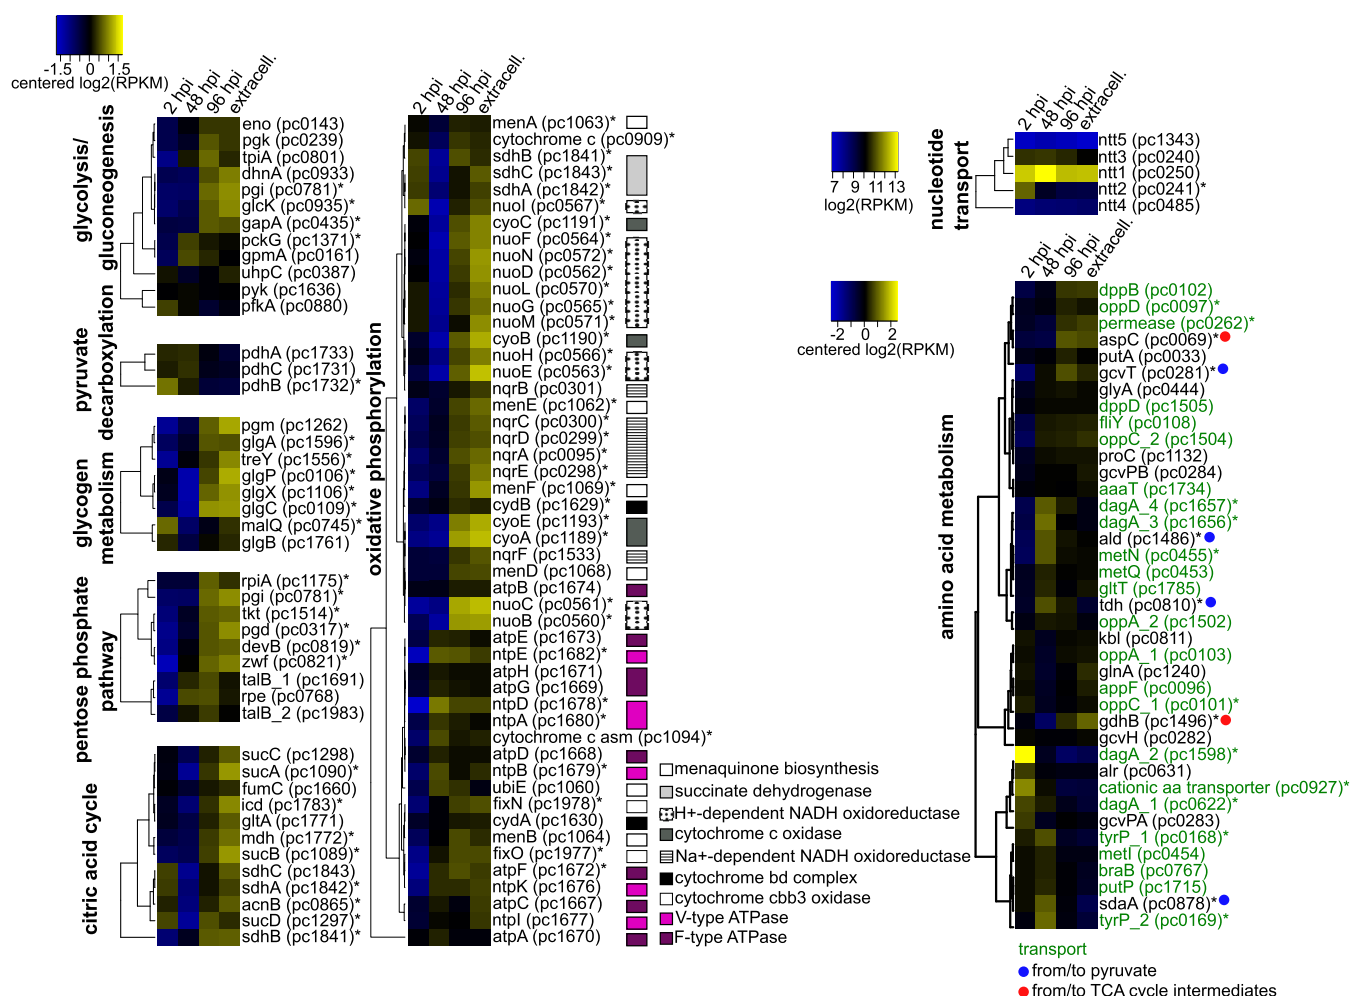 -1.5 0 1.5
centered log2(RPKM)
2 hpi
48 hpi
96 hpi
extracell.
glycolysis/
gluconeogenesis
eno (pc0143)
pgk (pc0239)
tpiA (pc0801)
dhnA (pc0933)
pgi (pc0781)*
glcK (pc0935)*
gapA (pc0435)*
pckG (pc1371)*
gpmA (pc0161)
uhpC (pc0387)
pyk (pc1636)
pfkA (pc0880)
pyruvate
decarboxylation
pdhA (pc1733)
pdhC (pc1731)
pdhB (pc1732)*
glycogen
metabolism
pgm (pc1262)
glgA (pc1596)*
treY (pc1556)*
glgP (pc0106)*
glgX (pc1106)*
glgC (pc0109)*
malQ (pc0745)*
glgB (pc1761)
pentose phosphate
pathway
rpiA (pc1175)*
pgi (pc0781)*
tkt (pc1514)*
pgd (pc0317)*
devB (pc0819)*
zwf (pc0821)*
talB_1 (pc1691)
rpe (pc0768)
talB_2 (pc1983)
citric acid cycle
sucC (pc1298)
sucA (pc1090)*
fumC (pc1660)
icd (pc1783)*
gltA (pc1771)
mdh (pc1772)*
sucB (pc1089)*
sdhC (pc1843)
sdhA (pc1842)*
acnB (pc0865)*
sucD (pc1297)*
sdhB (pc1841)*
2 hpi
48 hpi
96 hpi
extracell.
oxidative phosphorylation
menA (pc1063)*
cytochrome c (pc0909)*
sdhB (pc1841)*
sdhC (pc1843)*
sdhA (pc1842)*
nuoI (pc0567)*
cyoC (pc1191)*
nuoF (pc0564)*
nuoN (pc0572)*
nuoD (pc0562)*
nuoL (pc0570)*
nuoG (pc0565)*
nuoM (pc0571)*
cyoB (pc1190)*
nuoH (pc0566)*
nuoE (pc0563)*
nqrB (pc0301)
menE (pc1062)*
nqrC (pc0300)*
nqrD (pc0299)*
nqrA (pc0095)*
nqrE (pc0298)*
menF (pc1069)*
cydB (pc1629)*
cyoE (pc1193)*
cyoA (pc1189)*
nqrF (pc1533)
menD (pc1068)
atpB (pc1674)
nuoC (pc0561)*
nuoB (pc0560)*
atpE (pc1673)
ntpE (pc1682)*
atpH (pc1671)
atpG (pc1669)
ntpD (pc1678)*
ntpA (pc1680)*
cytochrome c asm (pc1094)*
atpD (pc1668)
ntpB (pc1679)*
ubiE (pc1060)
fixN (pc1978)*
cydA (pc1630)
menB (pc1064)
fixO (pc1977)*
atpF (pc1672)*
ntpK (pc1676)
atpC (pc1667)
ntpI (pc1677)
atpA (pc1670)
menaquinone biosynthesis
succinate dehydrogenase
H+-dependent NADH oxidoreductase
cytochrome c oxidase
Na+-dependent NADH oxidoreductase
cytochrome bd complex
cytochrome cbb3 oxidase
V-type ATPase
F-type ATPase
7 9 11 13
log2(RPKM)
2 hpi
48 hpi
96 hpi
extracell.
nucleotide
transport
ntt5 (pc1343)
ntt3 (pc0240)
ntt1 (pc0250)
ntt2 (pc0241)*
ntt4 (pc0485)
-2 0 2
centered log2(RPKM)
2 hpi
48 hpi
96 hpi
extracell.
amino acid metabolism
dppB (pc0102)
oppD (pc0097)*
permease (pc0262)*
aspC (pc0069)*
putA (pc0033)
gcvT (pc0281)*
glyA (pc0444)
dppD (pc1505)
fliY (pc0108)
oppC_2 (pc1504)
proC (pc1132)
gcvPB (pc0284)
aaaT (pc1734)
dagA_4 (pc1657)*
dagA_3 (pc1656)*
ald (pc1486)*
metN (pc0455)*
metQ (pc0453)
gltT (pc1785)
tdh (pc0810)*
oppA_2 (pc1502)
kbl (pc0811)
oppA_1 (pc0103)
glnA (pc1240)
appF (pc0096)
oppC_1 (pc0101)*
gdhB (pc1496)*
gcvH (pc0282)
dagA_2 (pc1598)*
alr (pc0631)
cationic aa transporter (pc0927)*
dagA_1 (pc0622)*
gcvPA (pc0283)
tyrP_1 (pc0168)*
metI (pc0454)
braB (pc0767)
putP (pc1715)
sdaA (pc0878)*
tyrP_2 (pc0169)*
transport
from/to pyruvate
from/to TCA cycle intermediates